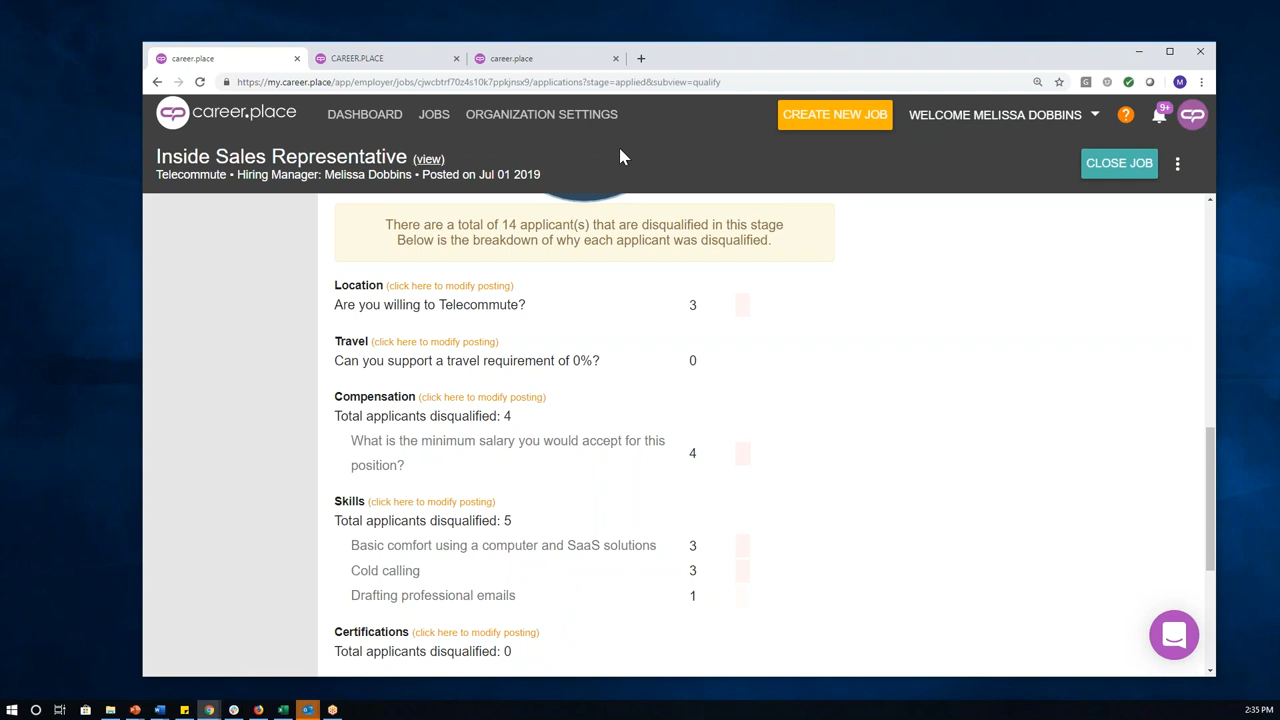 career.place
CAREER.PLACE
career.place
https://my.career.place/app/employer/jobs/cjwcbtrf70z4s10k7ppkjnsx9/applications?stage=applied&subview=qualify
M
cp career.place
DASHBOARD
JOBS
ORGANIZATION SETTINGS
CREATE NEW JOB
WELCOME MELISSA DOBBINS
?
9+
cp
Inside Sales Representative (view)
Telecommute • Hiring Manager: Melissa Dobbins • Posted on Jul 01 2019
CLOSE JOB
There are a total of 14 applicant(s) that are disqualified in this stage
Below is the breakdown of why each applicant was disqualified.
Location (click here to modify posting)
Are you willing to Telecommute? 3
Travel (click here to modify posting)
Can you support a travel requirement of 0%? 0
Compensation (click here to modify posting)
Total applicants disqualified: 4
What is the minimum salary you would accept for this
position? 4
Skills (click here to modify posting)
Total applicants disqualified: 5
Basic comfort using a computer and SaaS solutions 3
Cold calling 3
Drafting professional emails 1
Certifications (click here to modify posting)
Total applicants disqualified: 0
2:35 PM